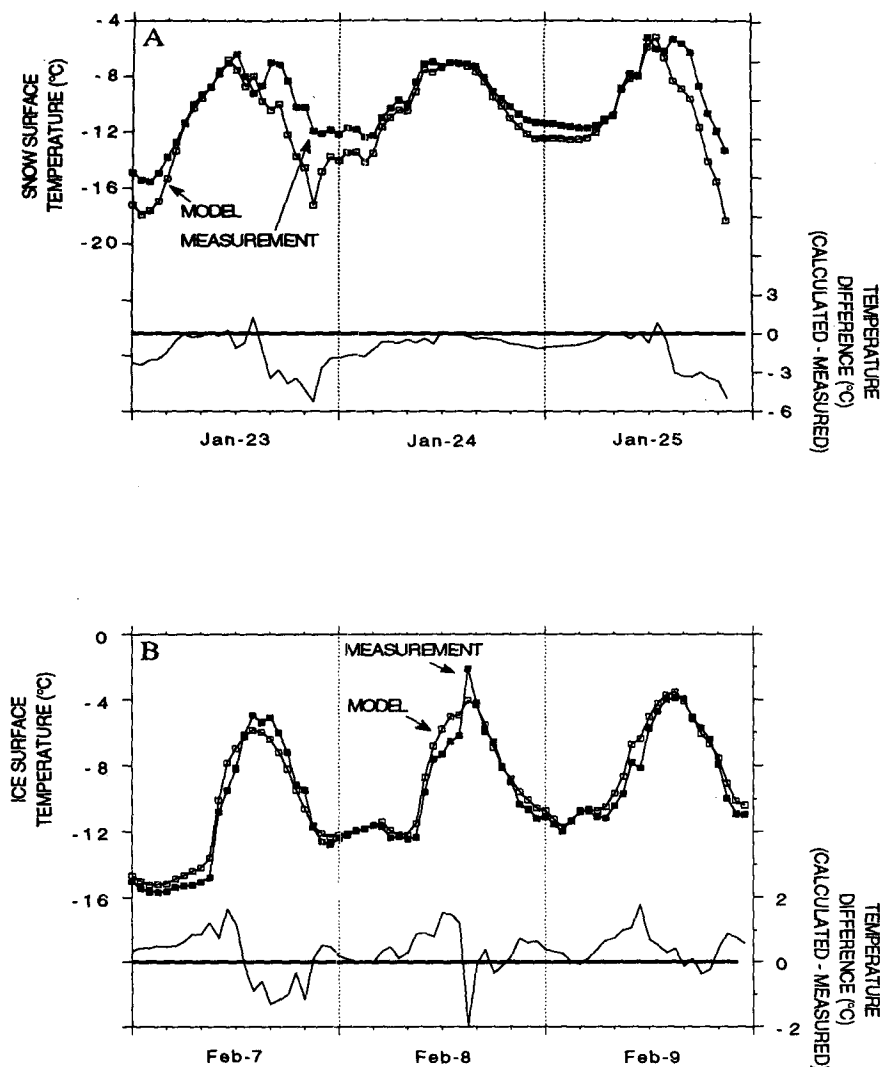 A
- 4
- 8
- 12
- 16
- 20
SNOW SURFACE
TEMPERATURE (°C)
MODEL
MEASUREMENT
3
0
- 3
- 6
TEMPERATURE
DIFFERENCE (°C)
(CALCULATED - MEASURED)
Jan-23
Jan-24
Jan-25
B
0
- 4
- 8
- 12
- 16
ICE SURFACE
TEMPERATURE (°C)
MEASUREMENT
MODEL
2
0
- 2
TEMPERATURE
DIFFERENCE (°C)
(CALCULATED - MEASURED)
Feb-7
Feb-8
Feb-9